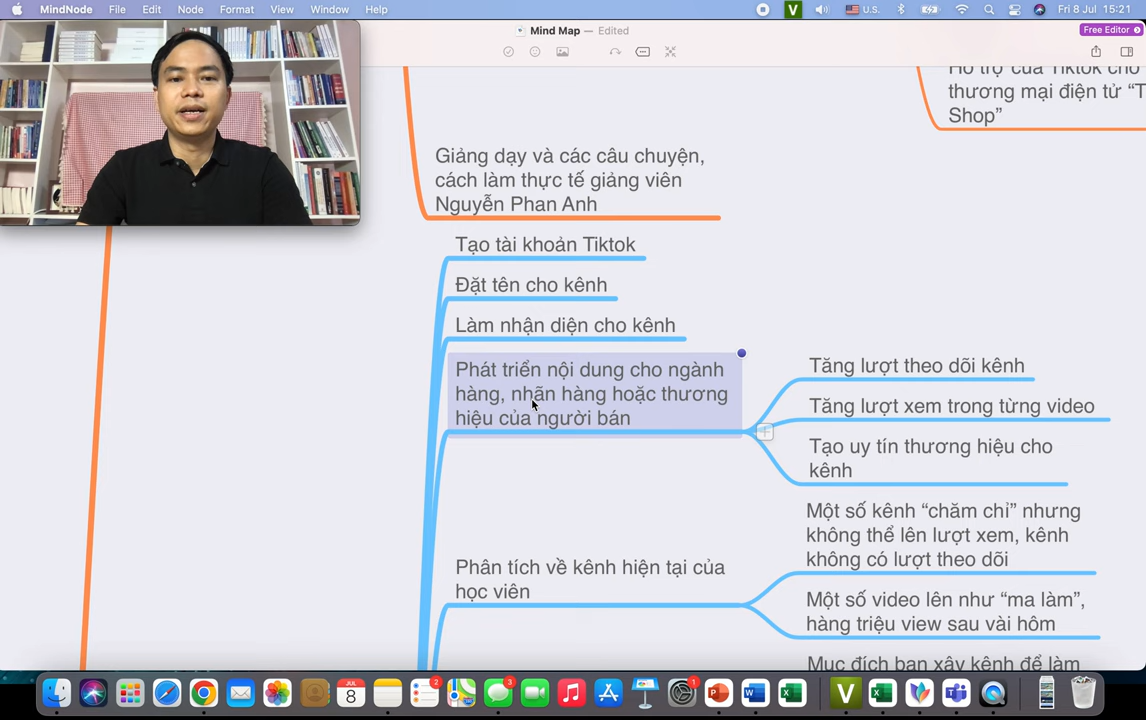 MindNode File Edit View Node Format View Window Help
U.S. Fri 8 Jul 15:21
Mind Map — Edited
Free Editor
Hỗ trợ của Tiktok cho
thương mại điện tử “T
Shop”
Giảng dạy và các câu chuyện,
cách làm thực tế giảng viên
Nguyễn Phan Anh
Tạo tài khoản Tiktok
Đặt tên cho kênh
Làm nhận diện cho kênh
Phát triển nội dung cho ngành
hàng, nhãn hàng hoặc thương
hiệu của người bán
Tăng lượt theo dõi kênh
Tăng lượt xem trong từng video
Tạo uy tín thương hiệu cho
kênh
Phân tích về kênh hiện tại của
học viên
Một số kênh “chăm chỉ” nhưng
không thể lên lượt xem, kênh
không có lượt theo dõi
Một số video lên như “ma làm”,
hàng triệu view sau vài hôm
Mục đích bạn xây kênh để làm
JUL
8
2
3
1